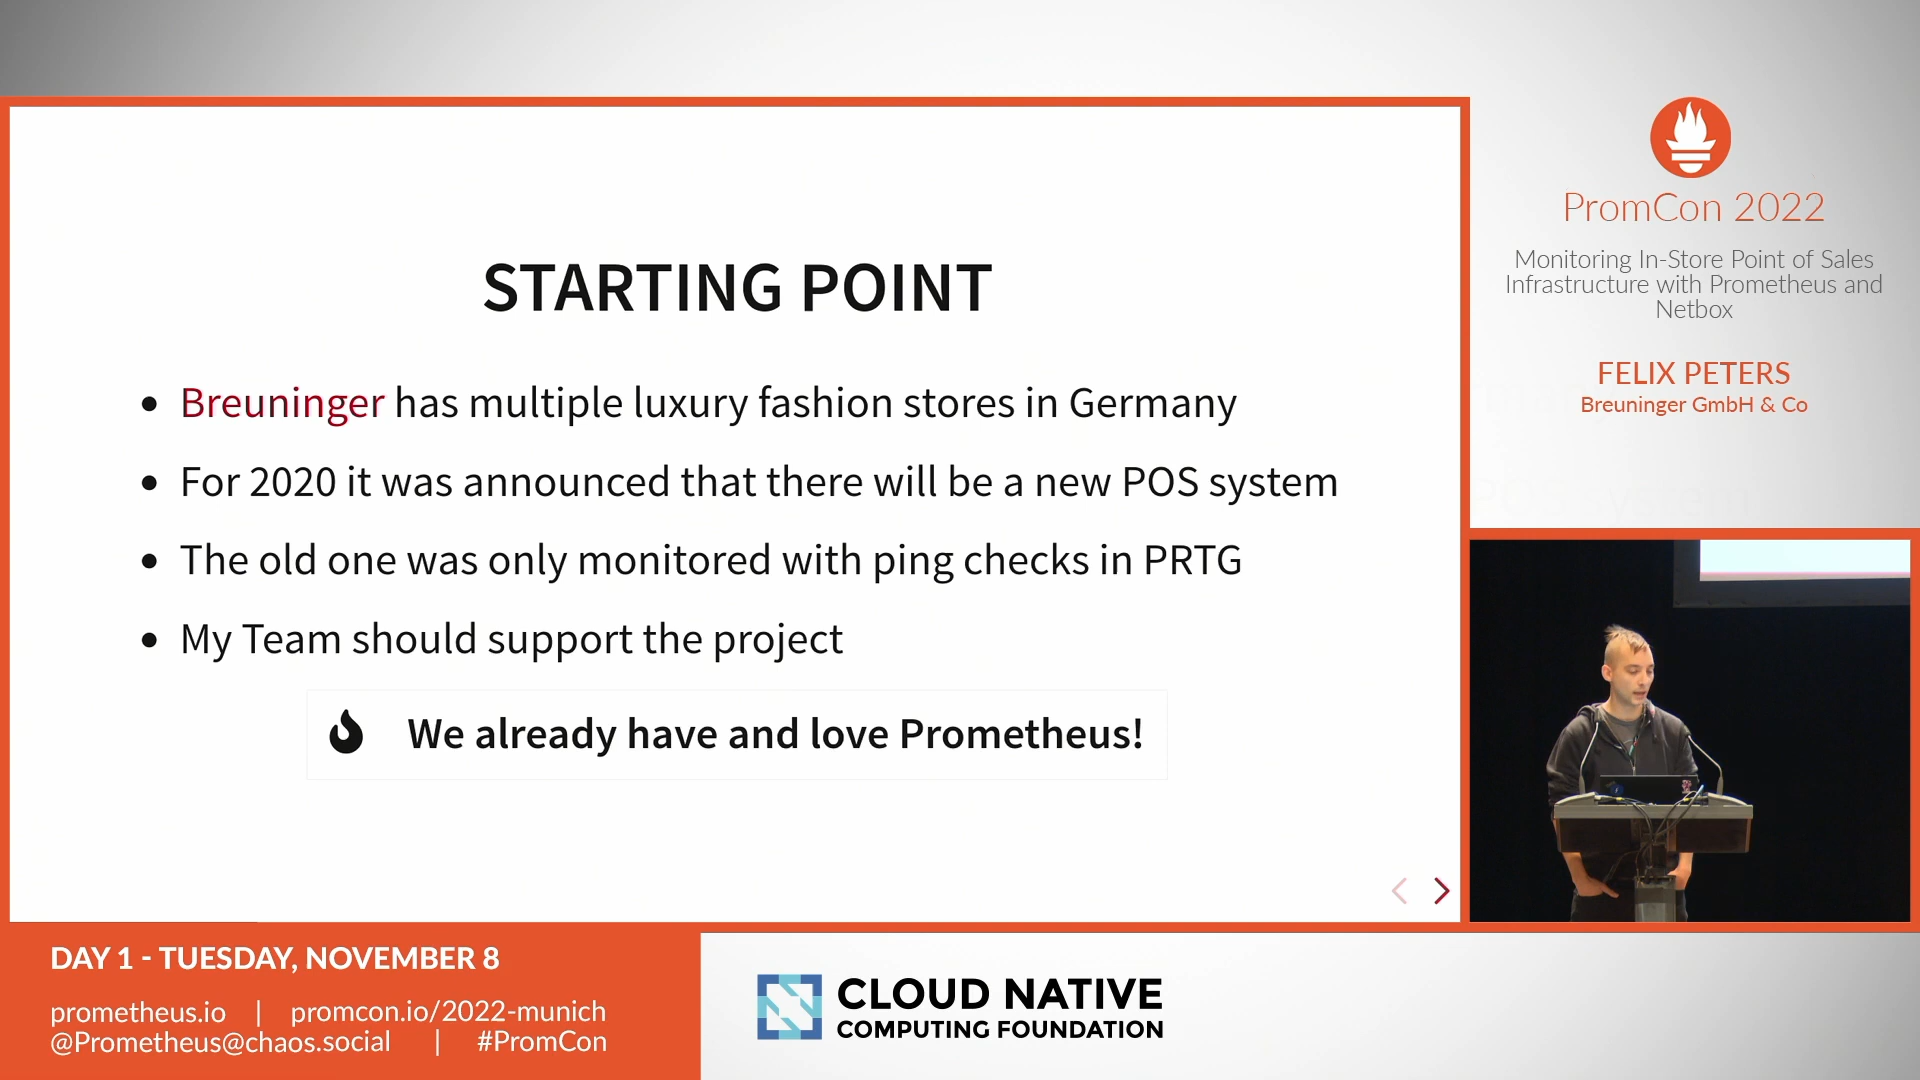 STARTING POINT
Breuninger has multiple luxury fashion stores in Germany
For 2020 it was announced that there will be a new POS system
The old one was only monitored with ping checks in PRTG
My Team should support the project
We already have and love Prometheus!
PromCon 2022
Monitoring In-Store Point of Sales
Infrastructure with Prometheus and
Netbox
FELIX PETERS
Breuninger GmbH & Co
DAY 1 - TUESDAY, NOVEMBER 8
prometheus.io | promcon.io/2022-munich
@Prometheus@chaos.social | #PromCon
CLOUD NATIVE
COMPUTING FOUNDATION